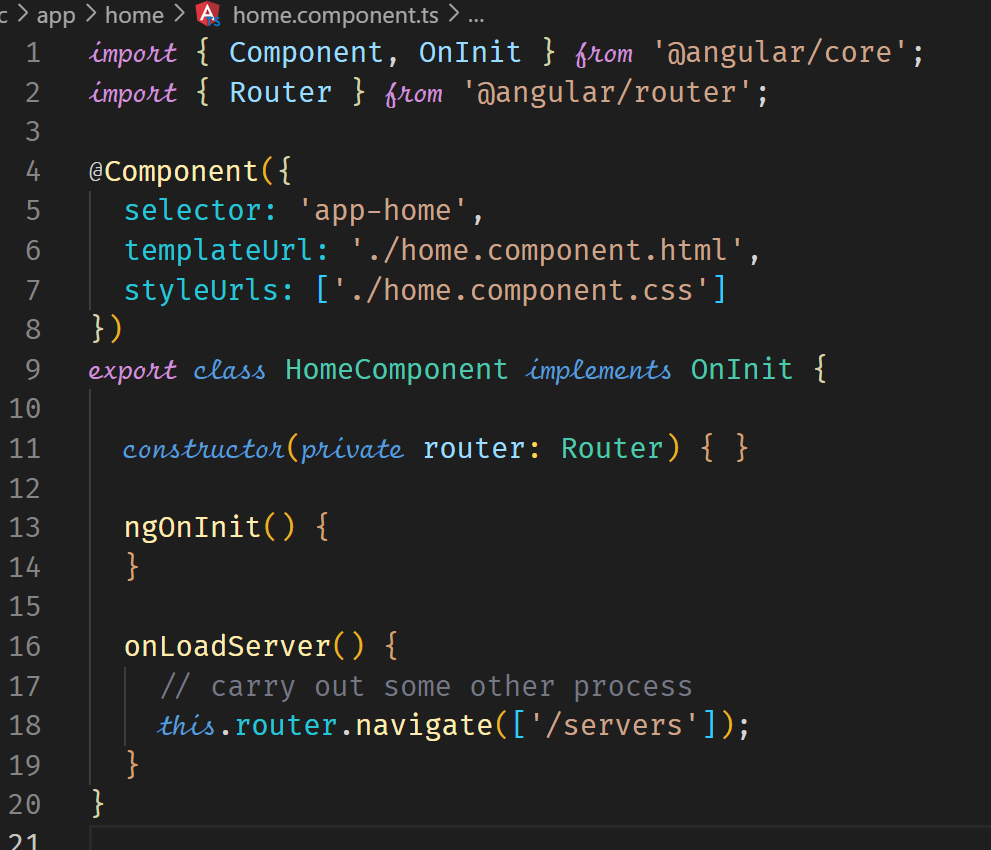 c > app > home > home.component.ts > ...
1 import { Component, OnInit } from '@angular/core';
2 import { Router } from '@angular/router';
3
4 @Component({
5   selector: 'app-home',
6   templateUrl: './home.component.html',
7   styleUrls: ['./home.component.css']
8 })
9 export class HomeComponent implements OnInit {
10
11   constructor(private router: Router) { }
12
13   ngOnInit() {
14   }
15
16   onLoadServer() {
17     // carry out some other process
18     this.router.navigate(['/servers']);
19   }
20 }
21